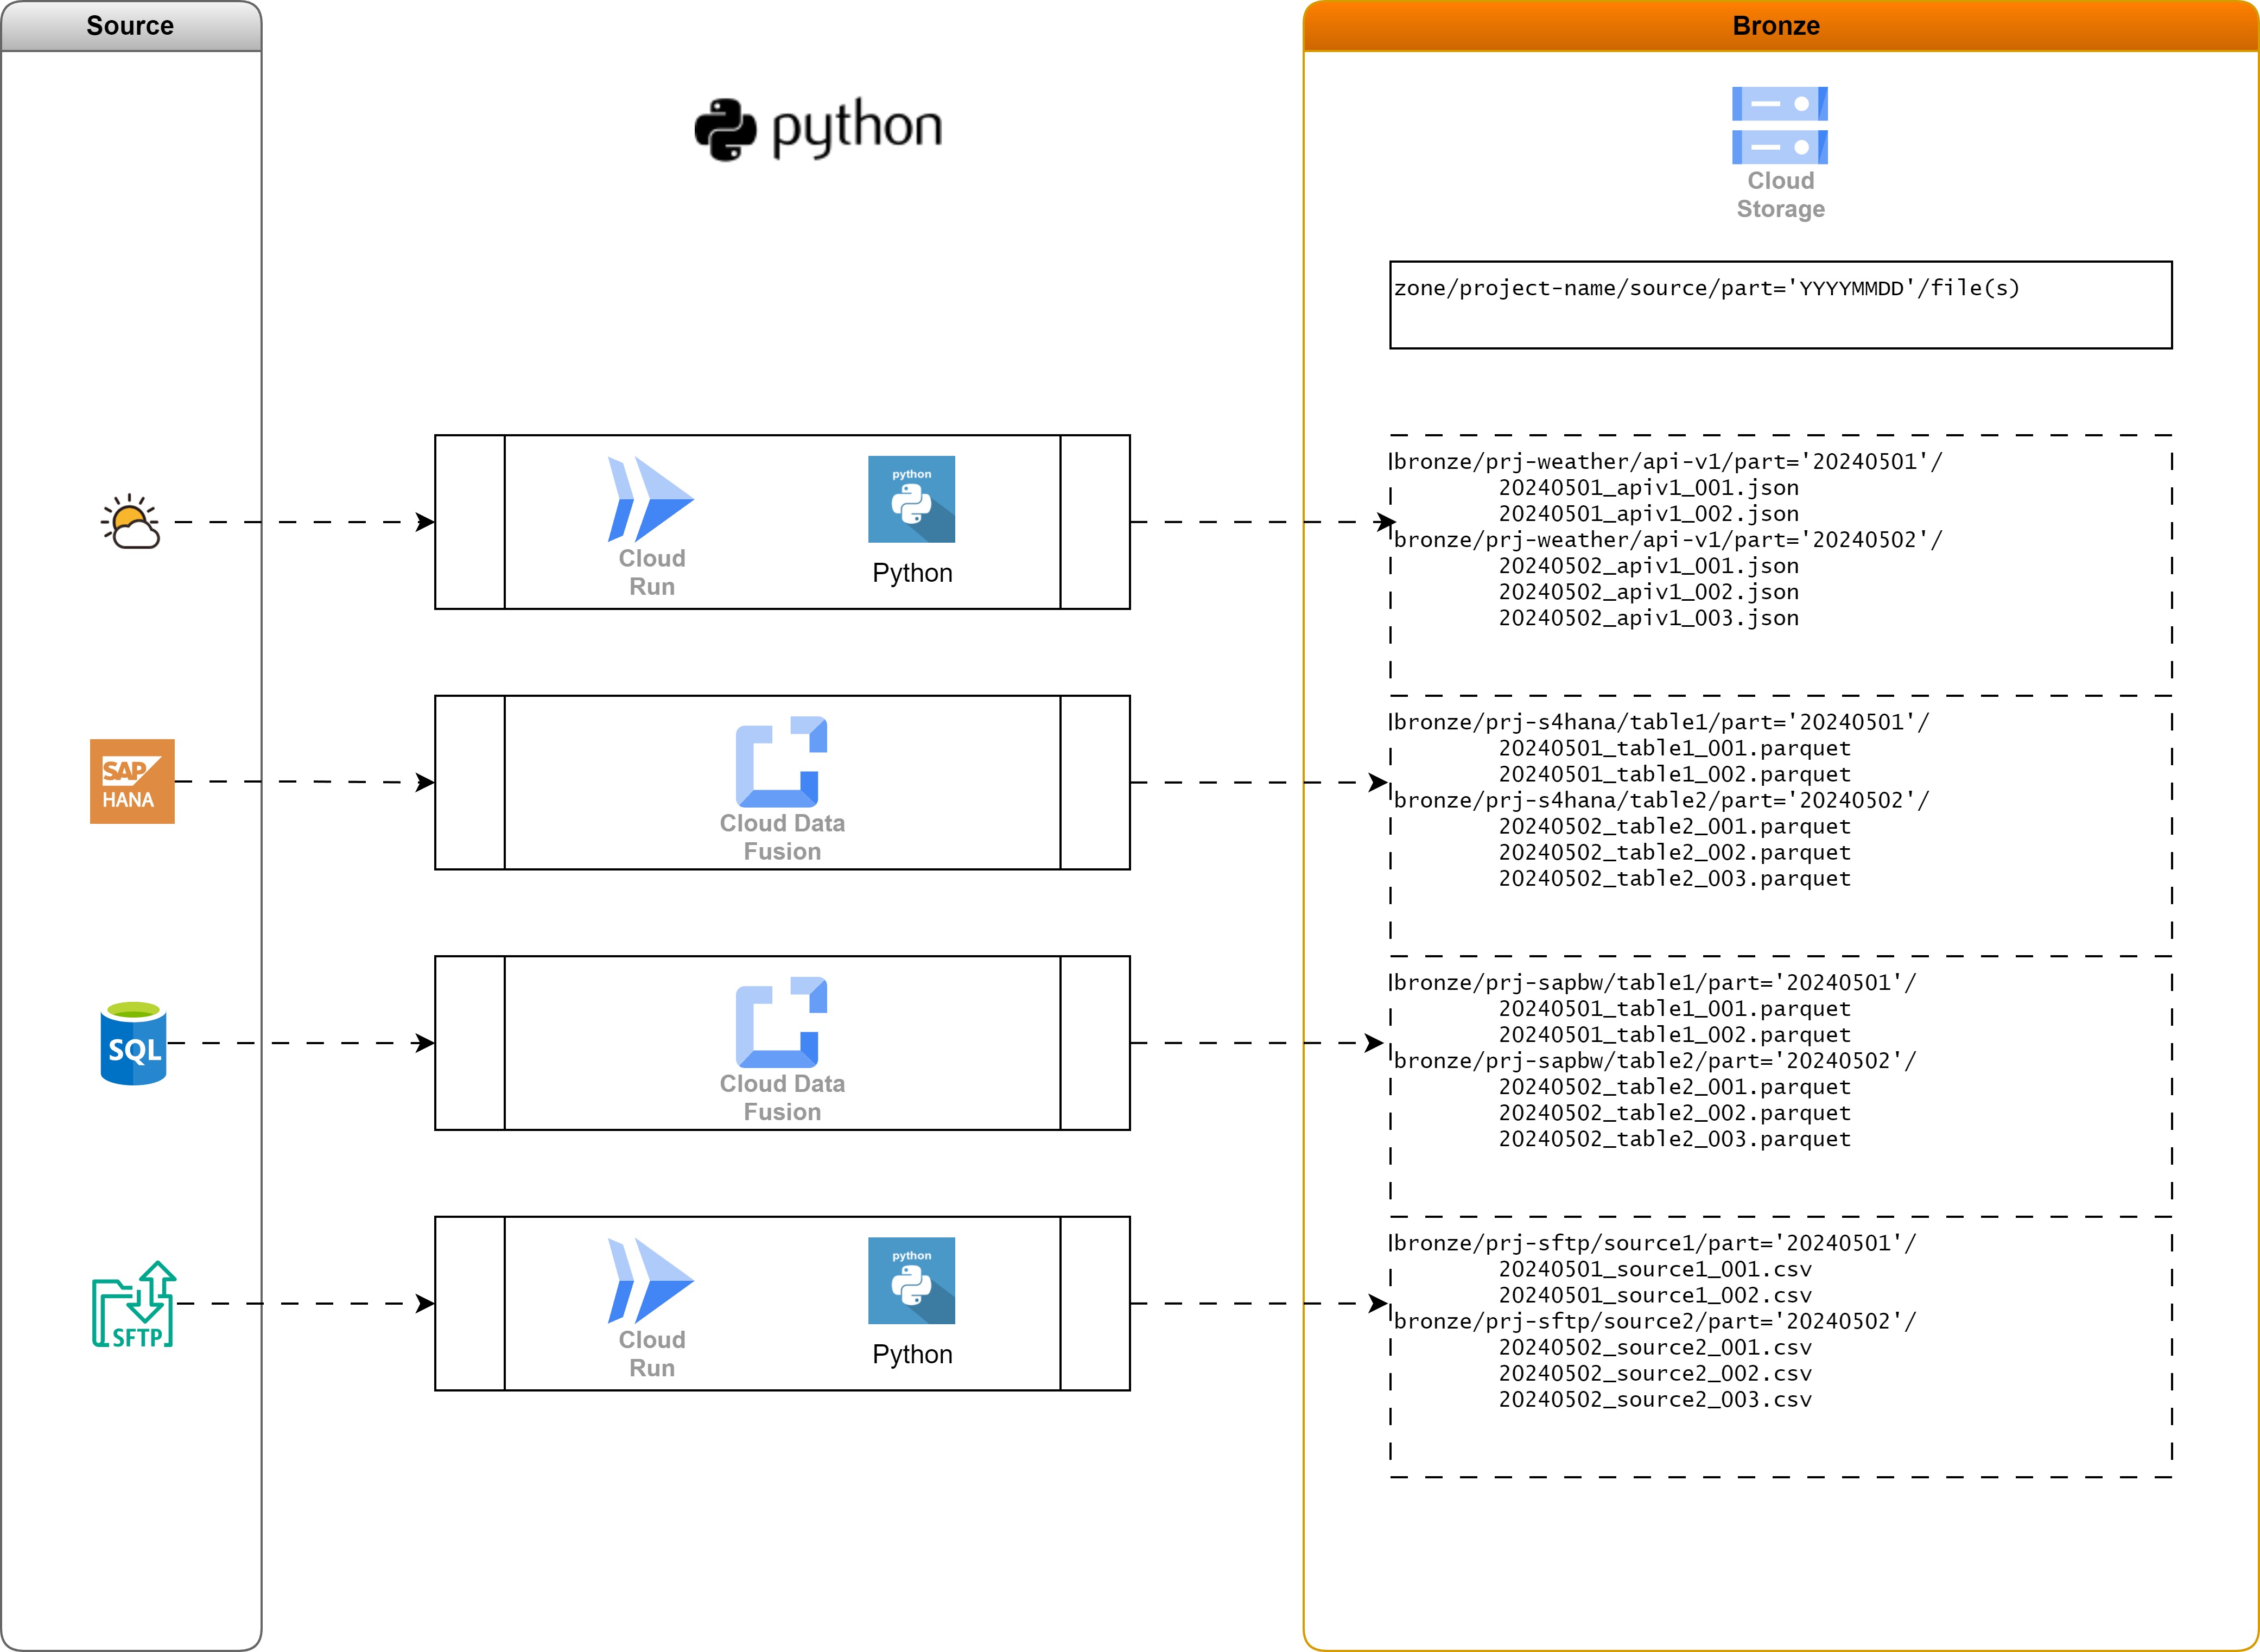 Source
Bronze
python
Cloud
Storage
zone/project-name/source/part='YYYYMMDD'/file(s)
Cloud
Run
python
Python
bronze/prj-weather/api-v1/part='20240501'/
20240501_apiv1_001.json
20240501_apiv1_002.json
bronze/prj-weather/api-v1/part='20240502'/
20240502_apiv1_001.json
20240502_apiv1_002.json
20240502_apiv1_003.json
SAP
HANA
Cloud Data
Fusion
bronze/prj-s4hana/table1/part='20240501'/
20240501_table1_001.parquet
20240501_table1_002.parquet
bronze/prj-s4hana/table2/part='20240502'/
20240502_table2_001.parquet
20240502_table2_002.parquet
20240502_table2_003.parquet
SQL
Cloud Data
Fusion
bronze/prj-sapbw/table1/part='20240501'/
20240501_table1_001.parquet
20240501_table1_002.parquet
bronze/prj-sapbw/table2/part='20240502'/
20240502_table2_001.parquet
20240502_table2_002.parquet
20240502_table2_003.parquet
SFTP
Cloud
Run
python
Python
bronze/prj-sftp/source1/part='20240501'/
20240501_source1_001.csv
20240501_source1_002.csv
bronze/prj-sftp/source2/part='20240502'/
20240502_source2_001.csv
20240502_source2_002.csv
20240502_source2_003.csv